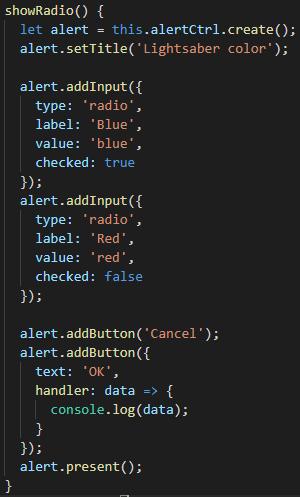 showRadio() {
let alert = this.alertCtrl.create();
alert.setTitle('Lightsaber color');
alert.addInput({
type: 'radio',
label: 'Blue',
value: 'blue',
checked: true
});
alert.addInput({
type: 'radio',
label: 'Red',
value: 'red',
checked: false
});
alert.addButton('Cancel');
alert.addButton({
text: 'OK',
handler: data => {
console.log(data);
}
});
alert.present();
}